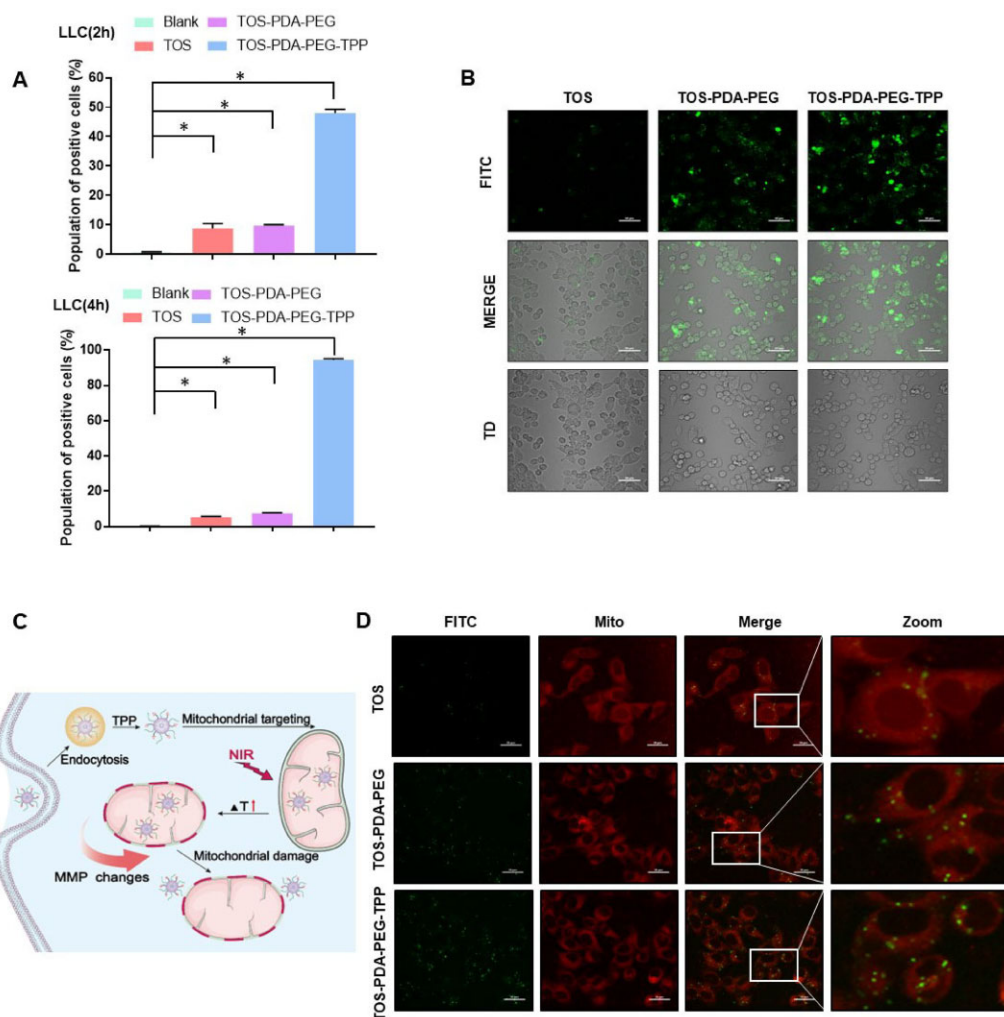 LLC(2h)
Blank TOS-PDA-PEG
TOS TOS-PDA-PEG-TPP
A
Population of positive cells (%)
60
50
40
30
20
10
0
*
*
*
LLC(4h)
Blank TOS-PDA-PEG
TOS TOS-PDA-PEG-TPP
Population of positive cells (%)
100
80
60
40
20
0
*
*
*
B
TOS TOS-PDA-PEG TOS-PDA-PEG-TPP
FITC
MERGE
TD
C
TPP
Mitochondrial targeting
Endocytosis
NIR
▲T↑
Mitochondrial damage
MMP changes
D
FITC Mito Merge Zoom
TOS
TOS-PDA-PEG
TOS-PDA-PEG-TPP